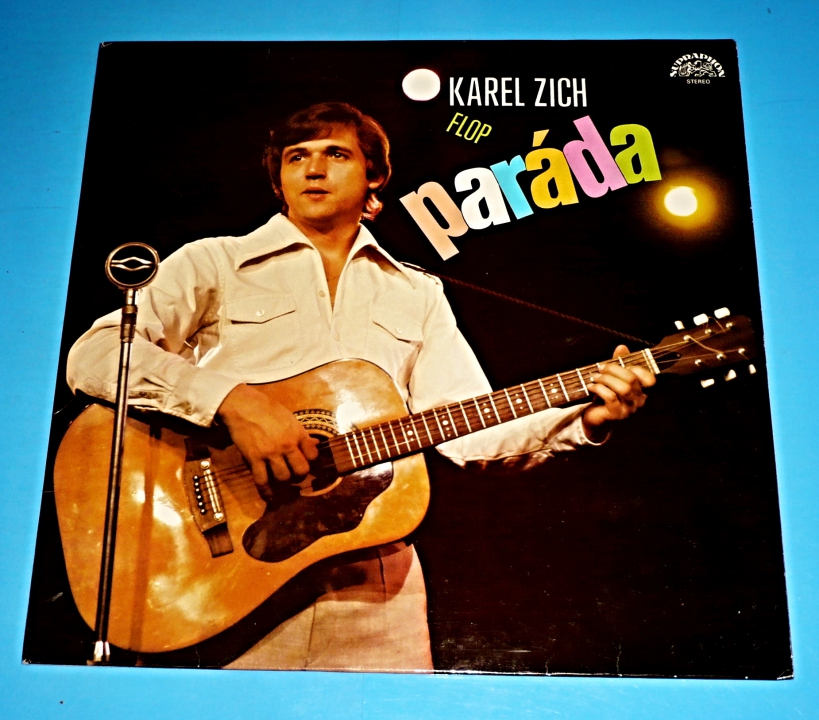 SUPRAPHON
STEREO
KAREL ZICH
FLOP
paráda